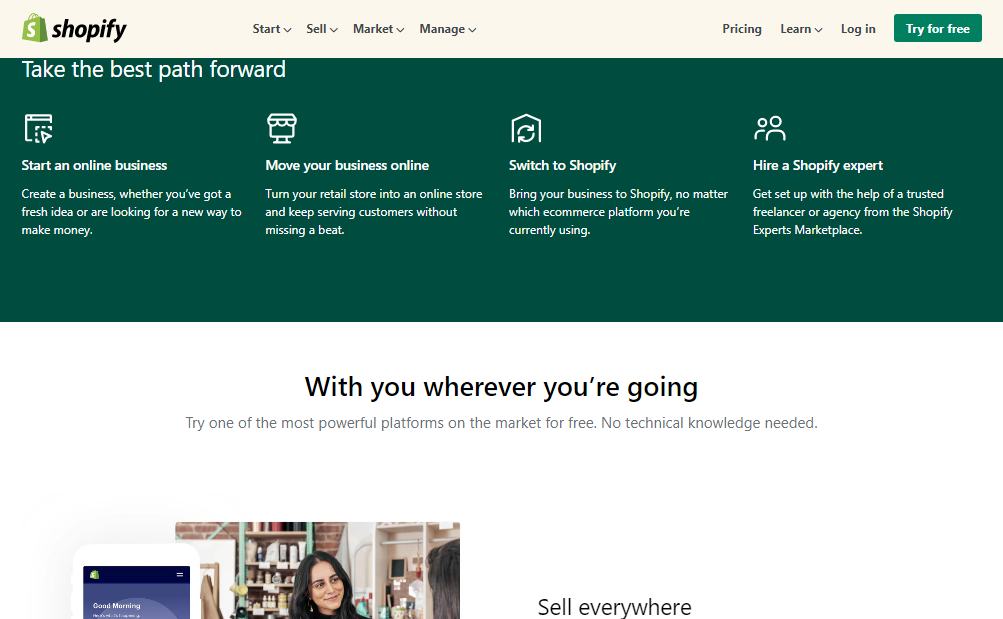 shopify
Start Sell Market Manage Pricing Learn Log in Try for free
Take the best path forward
Start an online business
Create a business, whether you’ve got a
fresh idea or are looking for a new way to
make money.
Move your business online
Turn your retail store into an online store
and keep serving customers without
missing a beat.
Switch to Shopify
Bring your business to Shopify, no matter
which ecommerce platform you’re
currently using.
Hire a Shopify expert
Get set up with the help of a trusted
freelancer or agency from the Shopify
Experts Marketplace.
With you wherever you’re going
Try one of the most powerful platforms on the market for free. No technical knowledge needed.
Good Morning
Here's what's happening
Sell everywhere